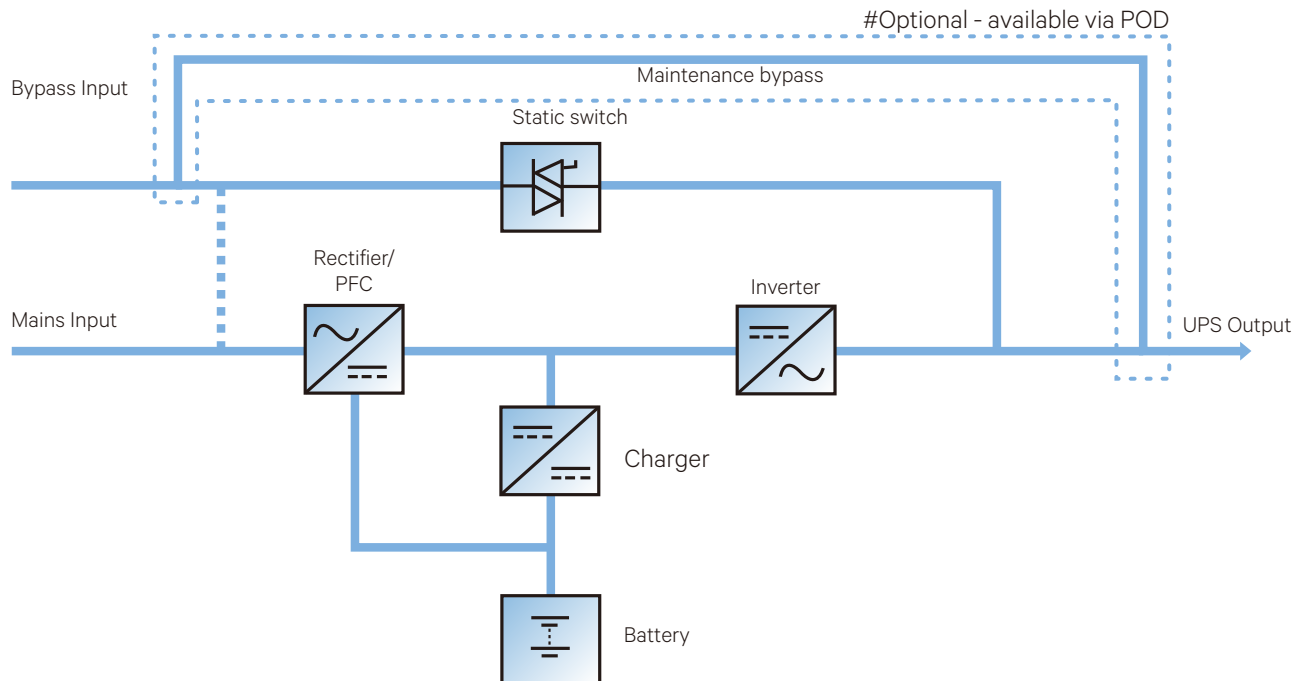 #Optional - available via POD
Maintenance bypass
Bypass Input
Static switch
Rectifier/
PFC
Inverter
Mains Input
UPS Output
Charger
Battery